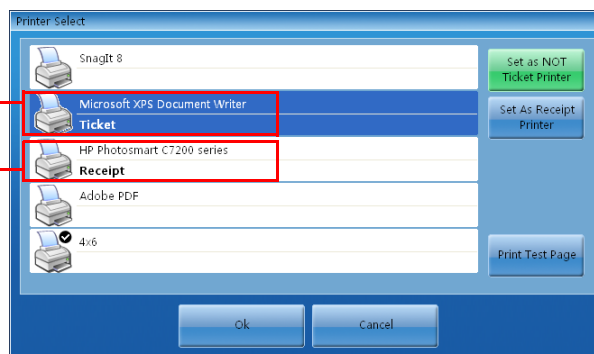 Printer Select
SnagIt 8
Microsoft XPS Document Writer
Ticket
HP Photosmart C7200 series
Receipt
Adobe PDF
4x6
Set as NOT
Ticket Printer
Set As Receipt
Printer
Print Test Page
Ok
Cancel